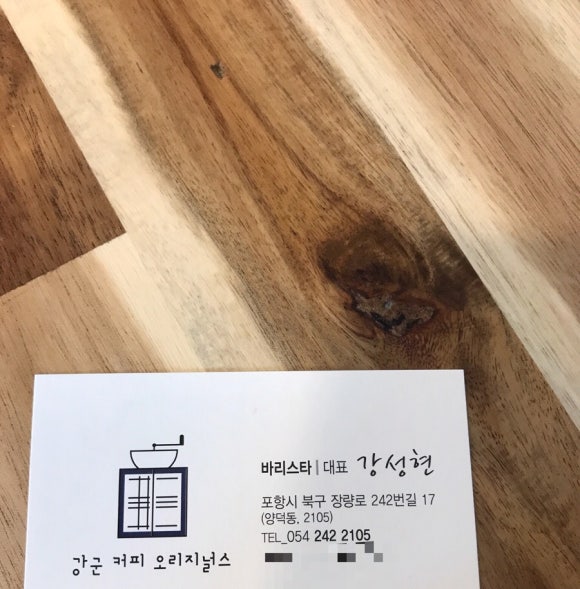 바리스타 | 대표 강성현
포항시 북구 장량로 242번길 17
(양덕동, 2105)
TEL_054 242 2105
강군 커피 오리지널스